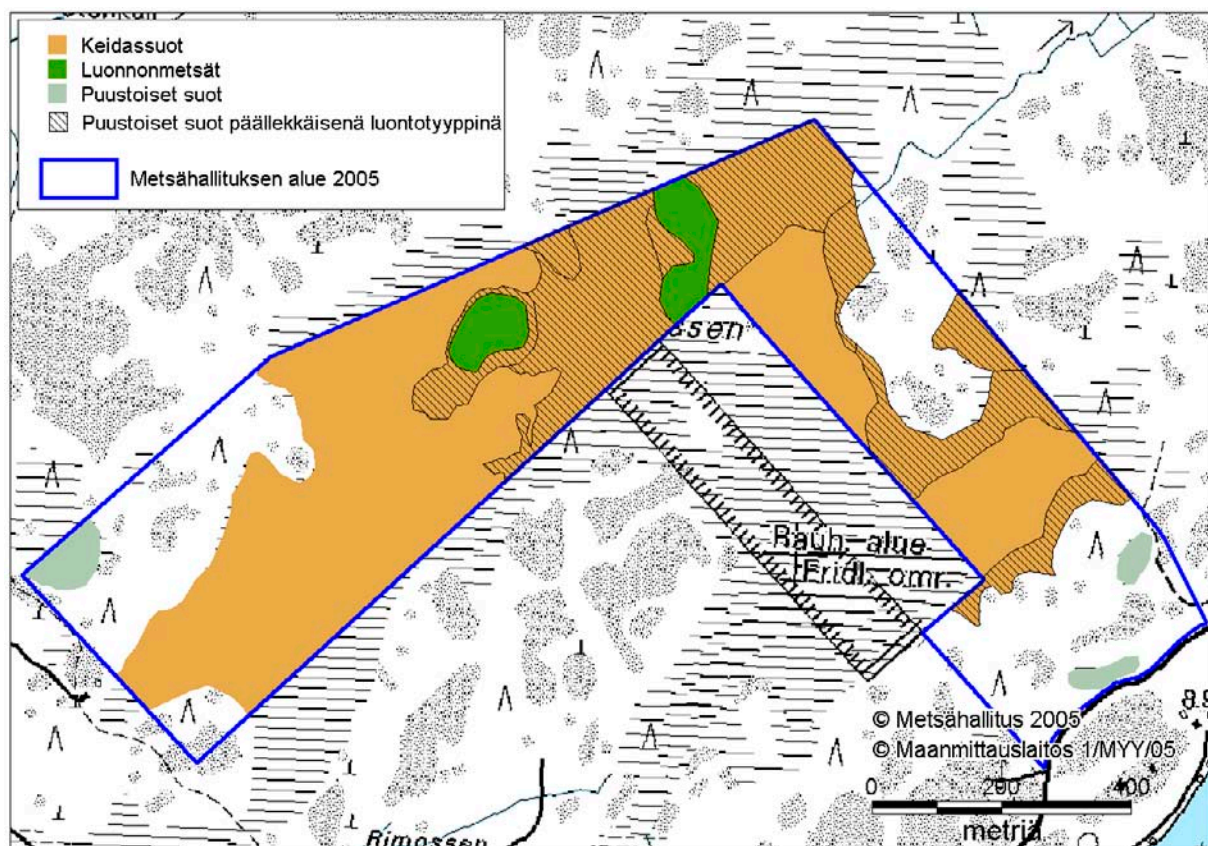 Keidassuot
Luonnonmetsät
Puustoiset suot
Puustoiset suot päällekkäisenä luontotyyppinä
Metsähallituksen alue 2005
ssen
Rauh. alue
Fridl. omr.
© Metsähallitus 2005
© Maanmittauslaitos 1/MYY/05
0 200 400
metriä
Rimossen